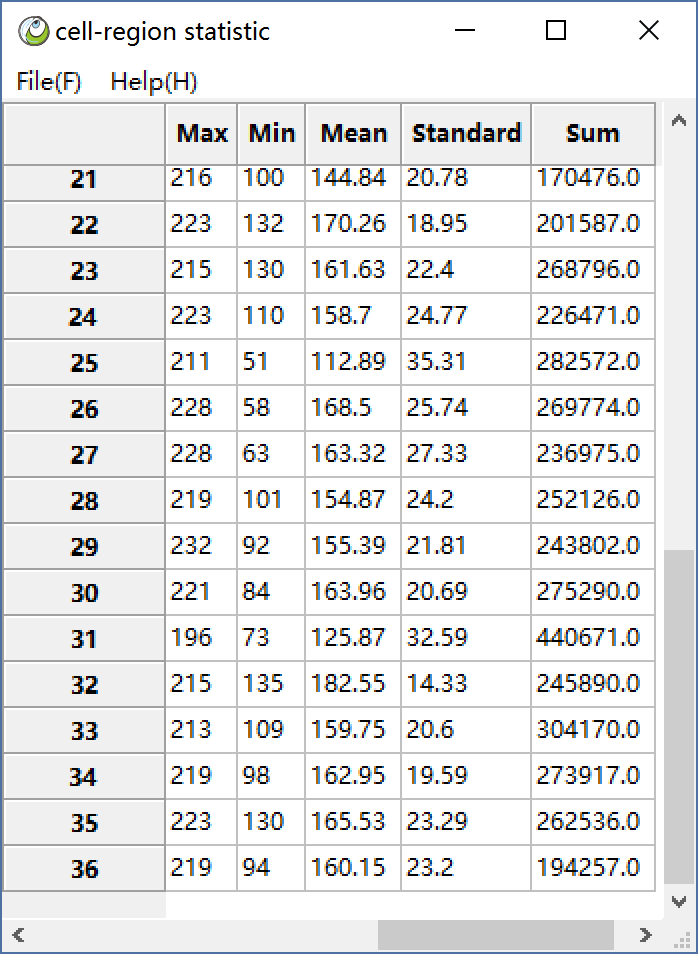 cell-region statistic
File(F) Help(H)
Max Min Mean Standard Sum
21 216 100 144.84 20.78 170476.0
22 223 132 170.26 18.95 201587.0
23 215 130 161.63 22.4 268796.0
24 223 110 158.7 24.77 226471.0
25 211 51 112.89 35.31 282572.0
26 228 58 168.5 25.74 269774.0
27 228 63 163.32 27.33 236975.0
28 219 101 154.87 24.2 252126.0
29 232 92 155.39 21.81 243802.0
30 221 84 163.96 20.69 275290.0
31 196 73 125.87 32.59 440671.0
32 215 135 182.55 14.33 245890.0
33 213 109 159.75 20.6 304170.0
34 219 98 162.95 19.59 273917.0
35 223 130 165.53 23.29 262536.0
36 219 94 160.15 23.2 194257.0